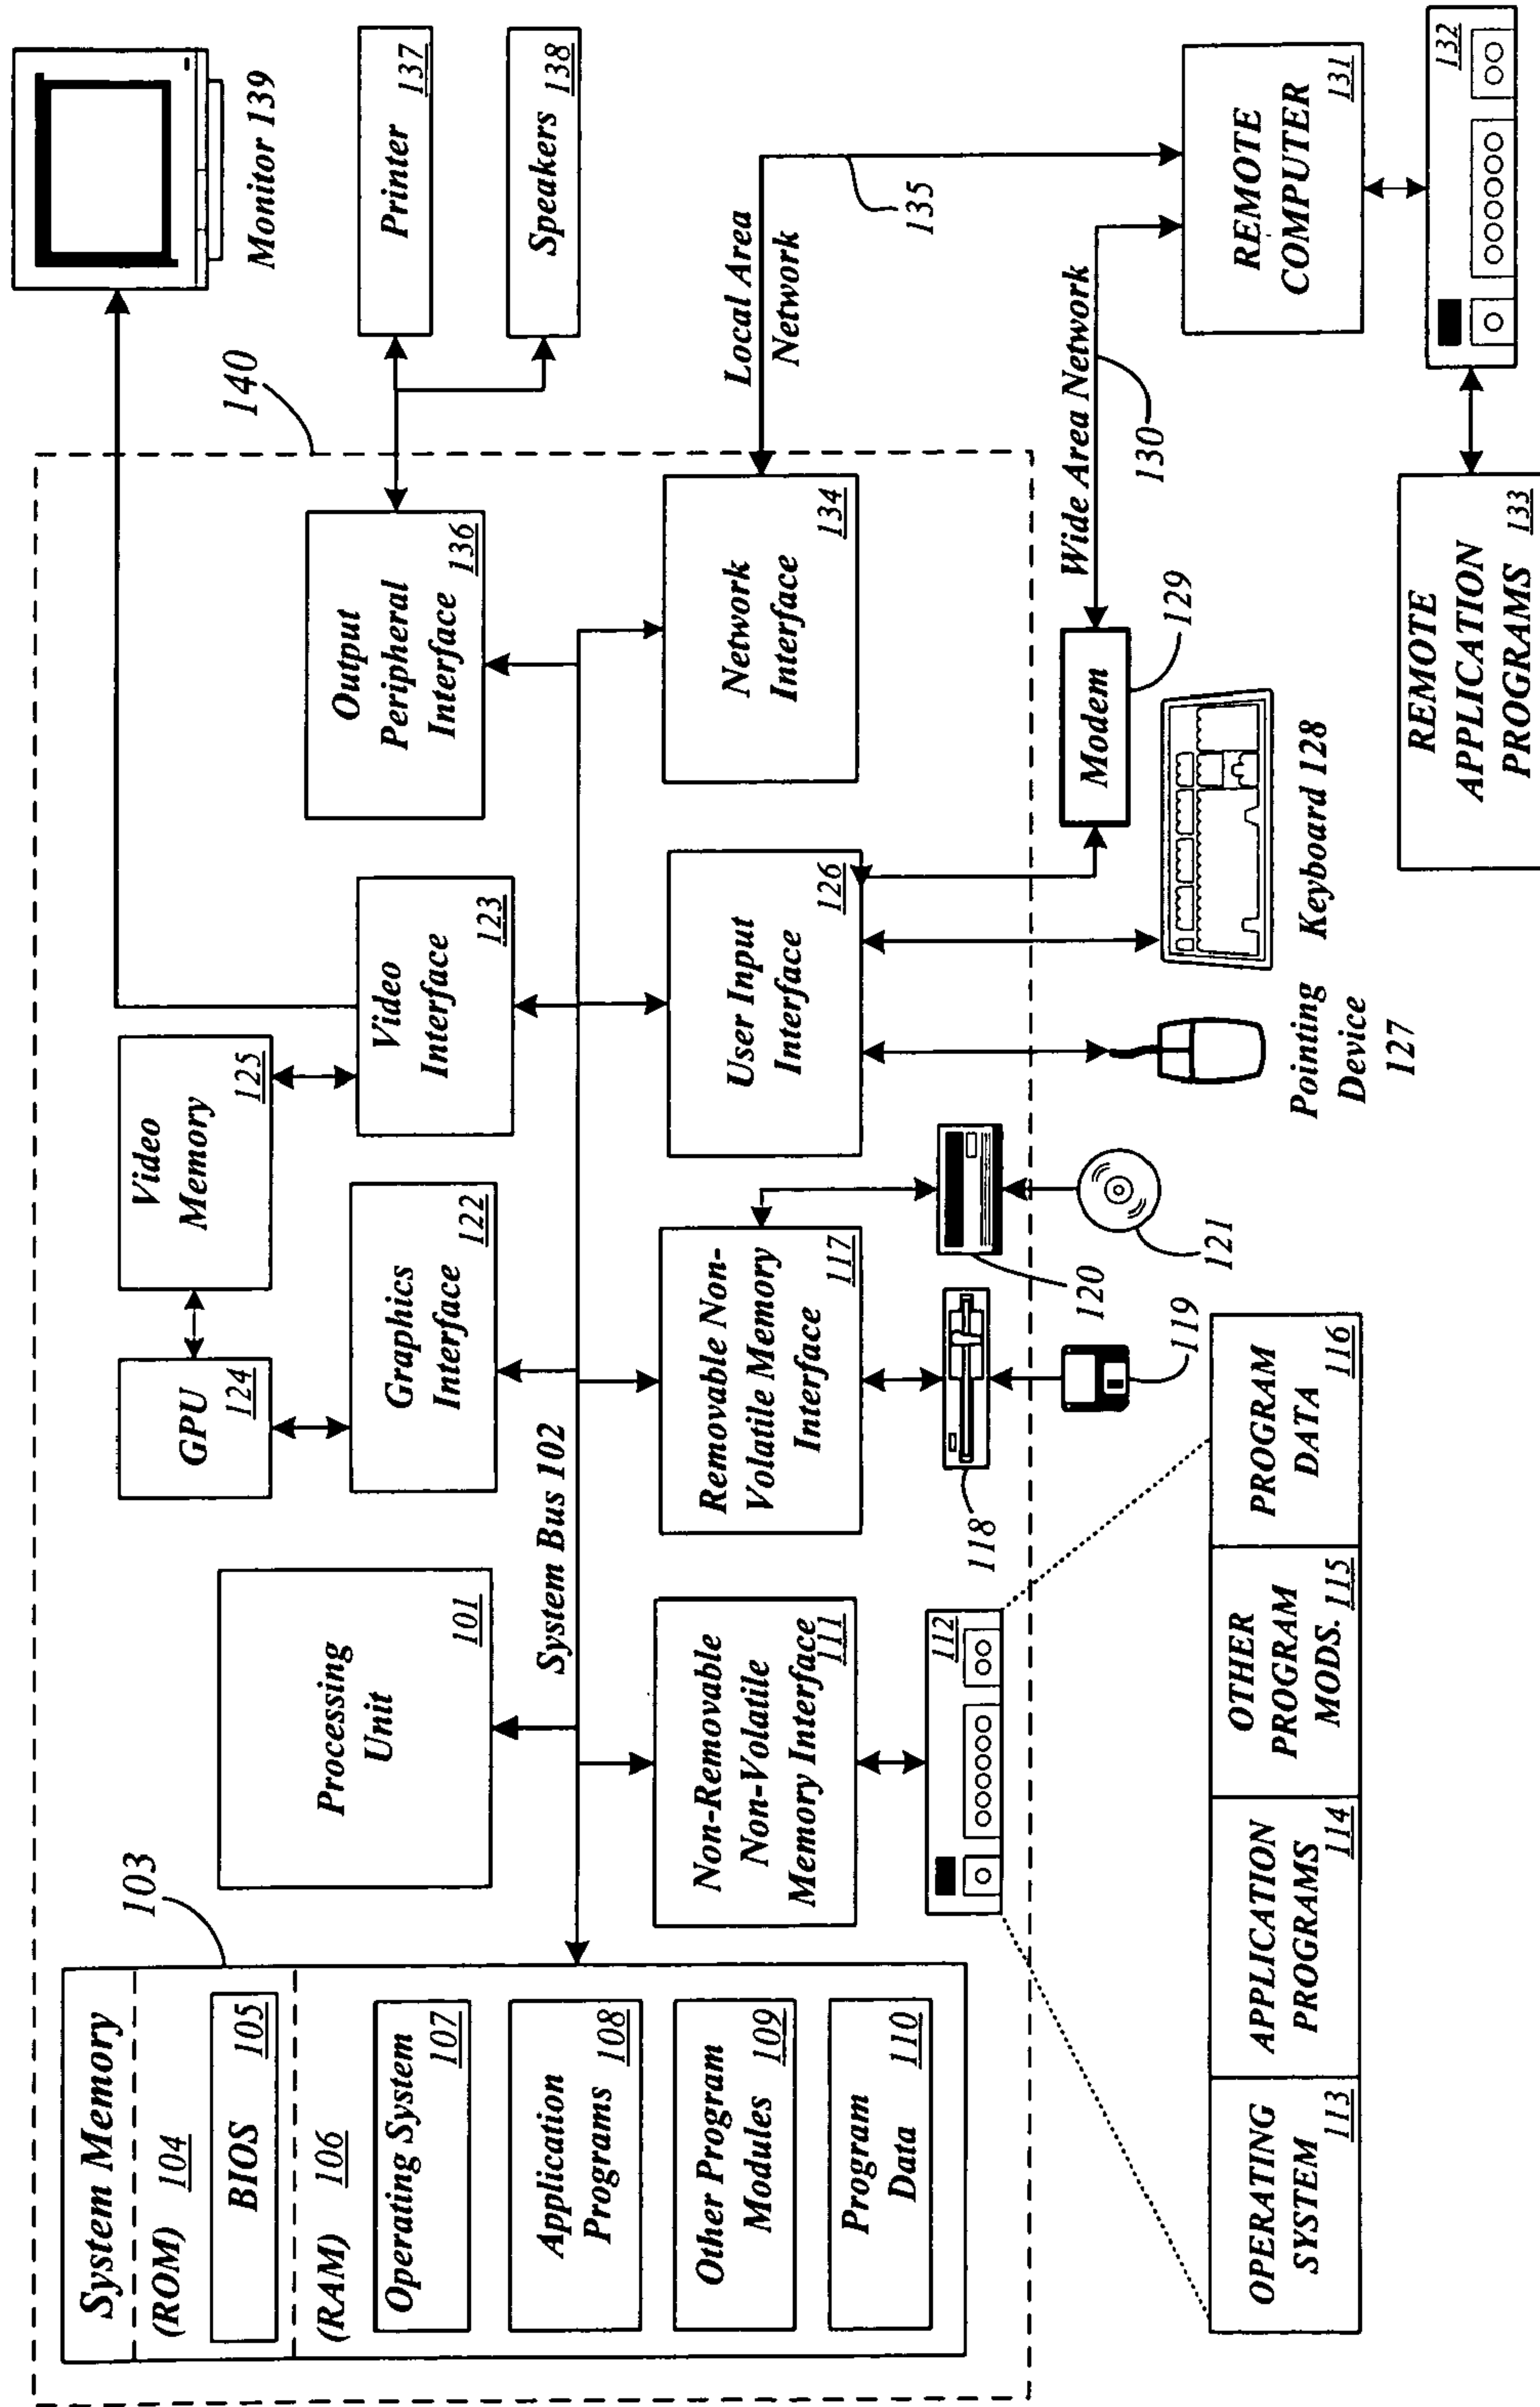 System Memory
(ROM) 104
BIOS 105
(RAM) 106
Operating System
107
Application
Programs 108
Other Program
Modules 109
Program
Data 110
103
Processing
Unit
101
System Bus 102
GPU
124
Video
Memory
125
Graphics
Interface
122
Video
Interface
123
Output
Peripheral
Interface 136
140
Monitor 139
Printer
137
Speakers
138
Non-Removable
Non-Volatile
Memory Interface
111
Removable Non-
Volatile Memory
Interface 117
User Input
Interface
126
Network
Interface
134
Local Area
Network
135
112
118
119
120
121
Modem
129
Wide Area Network
130
Pointing
Device
127
Keyboard 128
REMOTE
COMPUTER
131
132
REMOTE
APPLICATION
PROGRAMS 133
OPERATING
SYSTEM 113
APPLICATION
PROGRAMS 114
OTHER
PROGRAM
MODS. 115
PROGRAM
DATA 116